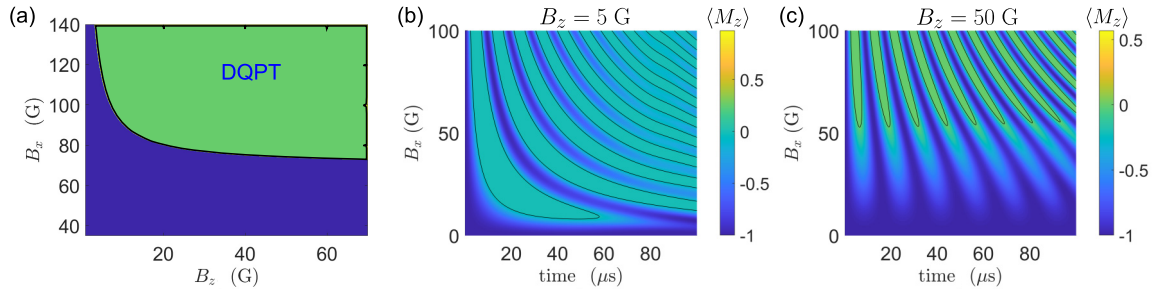 (a)
DQPT
140
120
100
80
60
40
B_x (G)
20 40 60
B_z (G)
(b) B_z = 5 G ⟨M_z⟩
100
50
0
B_x (G)
20 40 60 80
time (μs)
0.5
0
-0.5
-1
(c) B_z = 50 G ⟨M_z⟩
100
50
0
B_x (G)
20 40 60 80
time (μs)
0.5
0
-0.5
-1